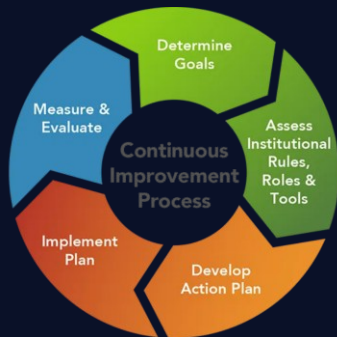 Determine
Goals
Assess
Institutional
Rules,
Roles &
Tools
Develop
Action Plan
Implement
Plan
Measure &
Evaluate
Continuous
Improvement
Process